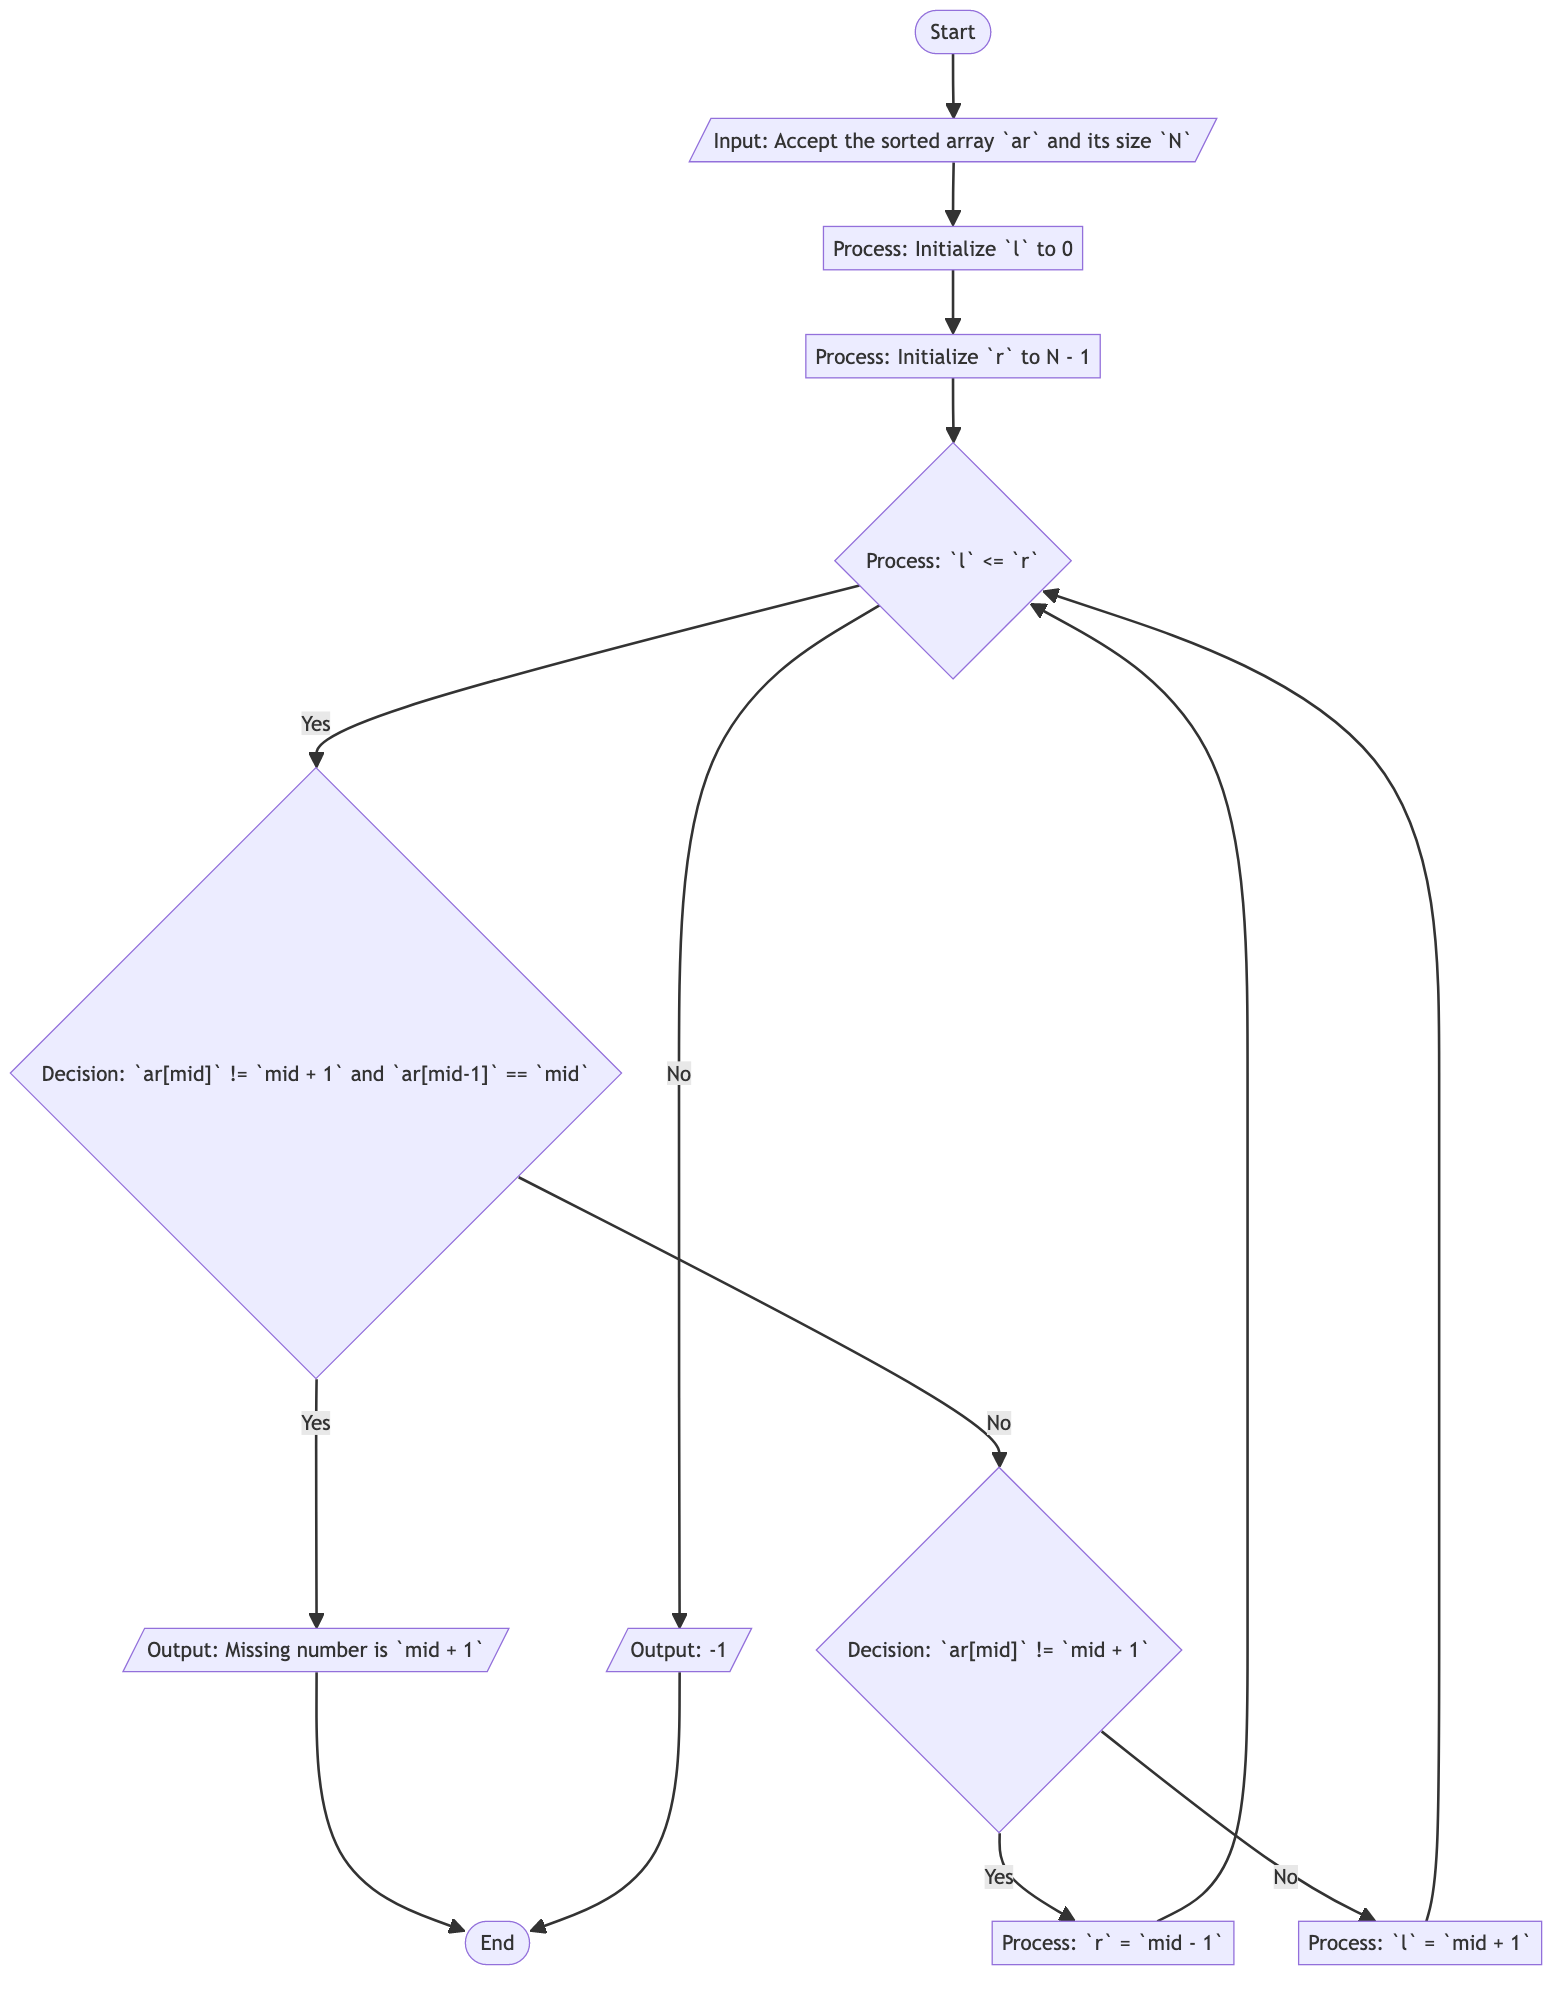 Start
Input: Accept the sorted array `ar` and its size `N`
Process: Initialize `l` to 0
Process: Initialize `r` to N - 1
Process: `l` <= `r`
Yes
No
Decision: `ar[mid]` != `mid + 1` and `ar[mid-1]` == `mid`
Yes
No
Output: Missing number is `mid + 1`
Output: -1
Decision: `ar[mid]` != `mid + 1`
Yes
No
End
Process: `r` = `mid - 1`
Process: `l` = `mid + 1`